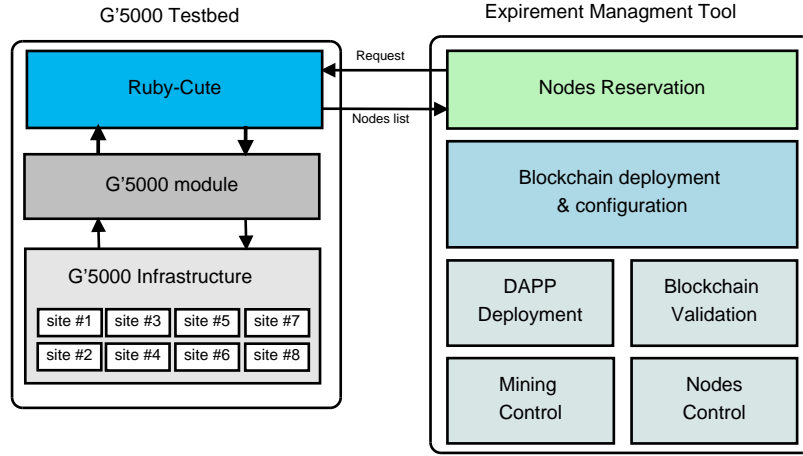 G'5000 Testbed
Ruby-Cute
G'5000 module
G'5000 Infrastructure
site #1 site #3 site #5 site #7
site #2 site #4 site #6 site #8
Request
Nodes list
Expirement Managment Tool
Nodes Reservation
Blockchain deployment
& configuration
DAPP
Deployment
Blockchain
Validation
Mining
Control
Nodes
Control